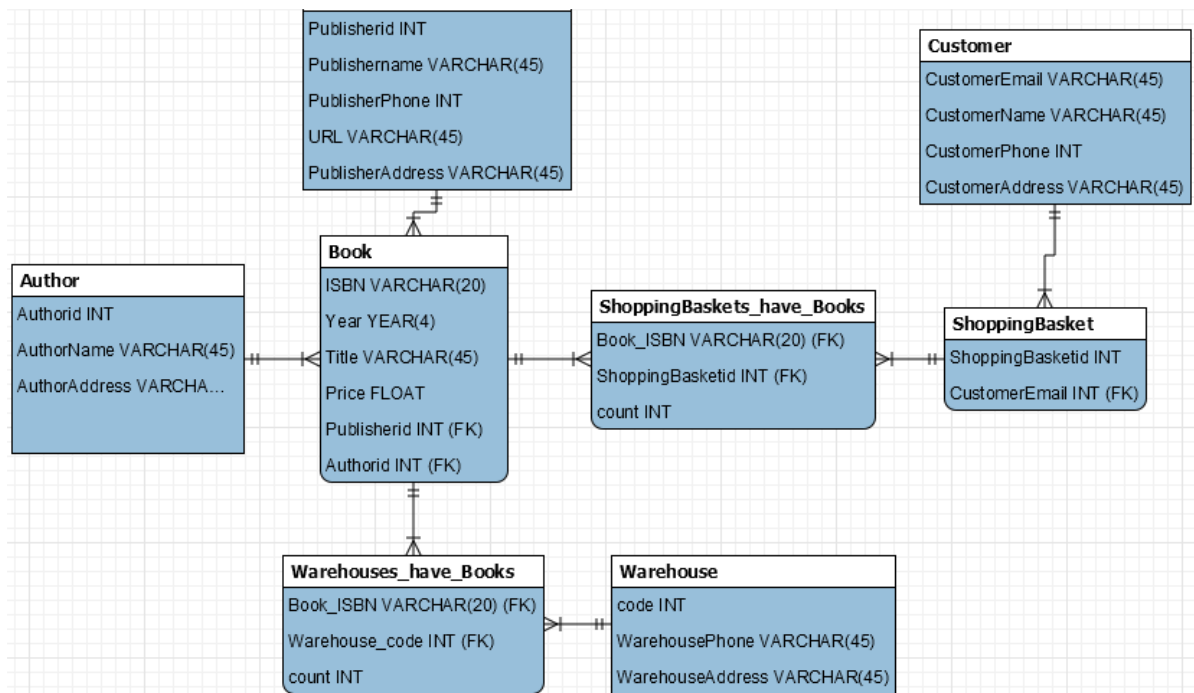 Publisherid INT
Publishername VARCHAR(45)
PublisherPhone INT
URL VARCHAR(45)
PublisherAddress VARCHAR(45)
Customer
CustomerEmail VARCHAR(45)
CustomerName VARCHAR(45)
CustomerPhone INT
CustomerAddress VARCHAR(45)
Author
Authorid INT
AuthorName VARCHAR(45)
AuthorAddress VARCHA...
Book
ISBN VARCHAR(20)
Year YEAR(4)
Title VARCHAR(45)
Price FLOAT
Publisherid INT (FK)
Authorid INT (FK)
ShoppingBaskets_have_Books
Book_ISBN VARCHAR(20) (FK)
ShoppingBasketid INT (FK)
count INT
ShoppingBasket
ShoppingBasketid INT
CustomerEmail INT (FK)
Warehouses_have_Books
Book_ISBN VARCHAR(20) (FK)
Warehouse_code INT (FK)
count INT
Warehouse
code INT
WarehousePhone VARCHAR(45)
WarehouseAddress VARCHAR(45)